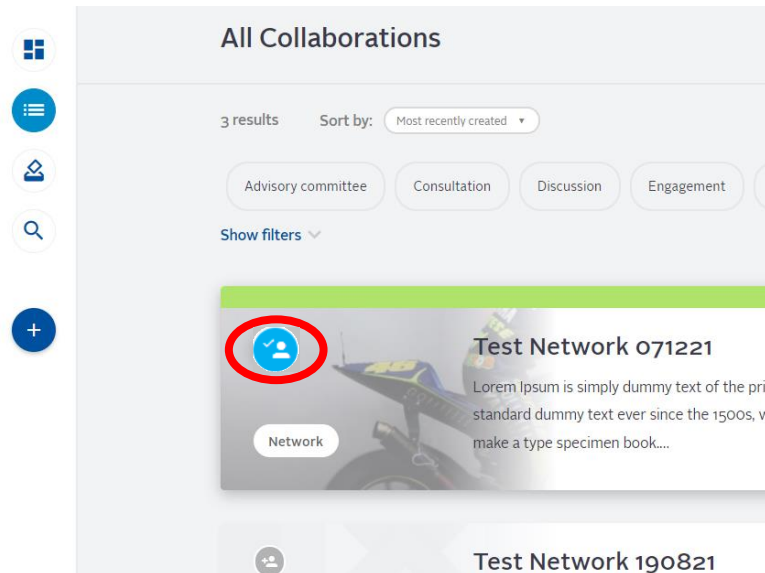 All Collaborations
3 results Sort by: Most recently created
Advisory committee Consultation Discussion Engagement
Show filters
Test Network 071221
Lorem Ipsum is simply dummy text of the pri
standard dummy text ever since the 1500s, w
make a type specimen book....
Network
Test Network 190821